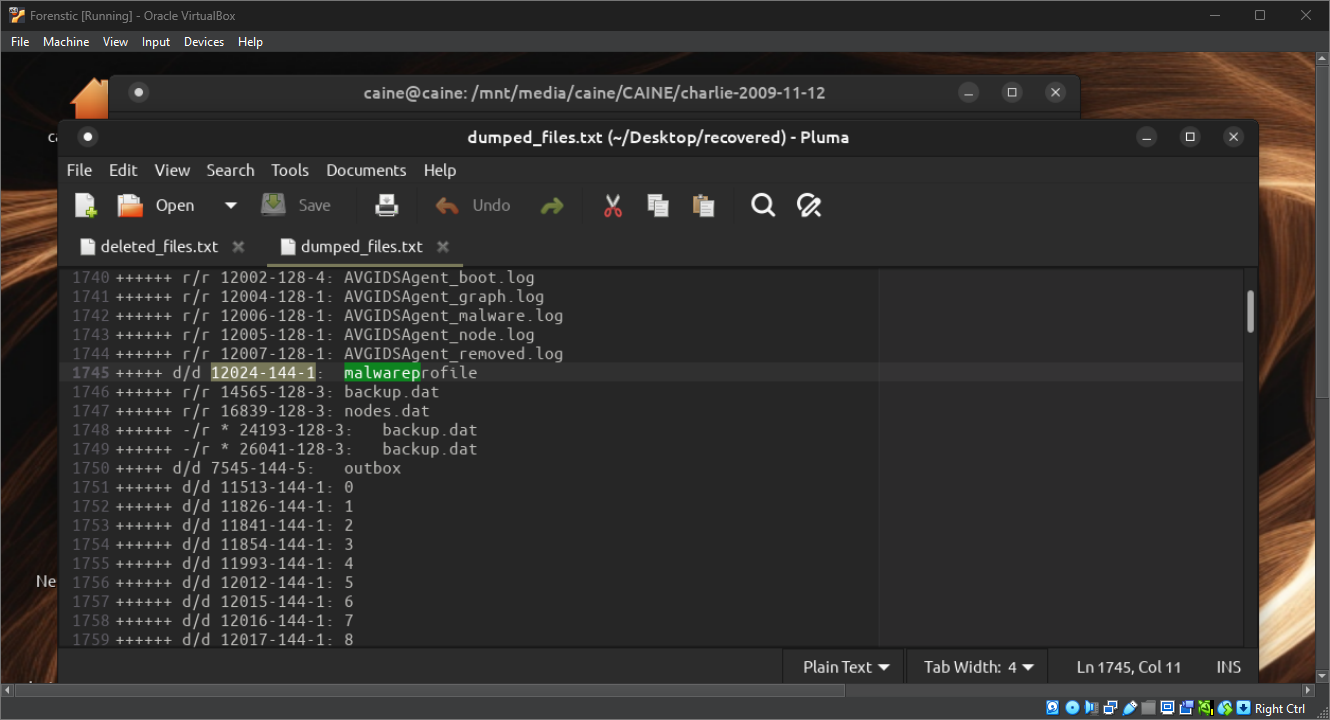 Forenstic [Running] - Oracle VirtualBox
File Machine View Input Devices Help
caine@caine: /mnt/media/caine/CAINE/charlie-2009-11-12
dumped_files.txt (~/Desktop/recovered) - Pluma
File Edit View Search Tools Documents Help
Open Save Undo
deleted_files.txt dumped_files.txt
1740 ++++++ r/r 12002-128-4: AVGIDSAgent_boot.log
1741 ++++++ r/r 12004-128-1: AVGIDSAgent_graph.log
1742 ++++++ r/r 12006-128-1: AVGIDSAgent_malware.log
1743 ++++++ r/r 12005-128-1: AVGIDSAgent_node.log
1744 ++++++ r/r 12007-128-1: AVGIDSAgent_removed.log
1745 +++++ d/d 12024-144-1: malwareprofile
1746 ++++++ r/r 14565-128-3: backup.dat
1747 ++++++ r/r 16839-128-3: nodes.dat
1748 ++++++ -/r * 24193-128-3: backup.dat
1749 ++++++ -/r * 26041-128-3: backup.dat
1750 +++++ d/d 7545-144-5: outbox
1751 ++++++ d/d 11513-144-1: 0
1752 ++++++ d/d 11826-144-1: 1
1753 ++++++ d/d 11841-144-1: 2
1754 ++++++ d/d 11854-144-1: 3
1755 ++++++ d/d 11993-144-1: 4
1756 ++++++ d/d 12012-144-1: 5
1757 ++++++ d/d 12015-144-1: 6
1758 ++++++ d/d 12016-144-1: 7
1759 ++++++ d/d 12017-144-1: 8
Ne
Plain Text Tab Width: 4 Ln 1745, Col 11 INS
Right Ctrl